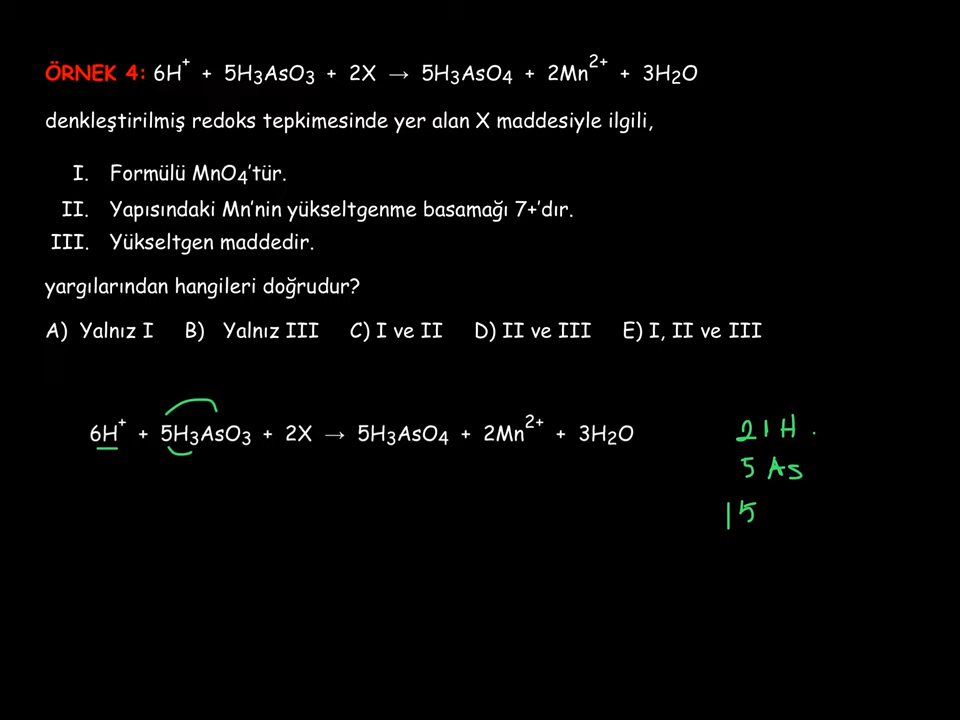 ÖRNEK 4: 6H⁺ + 5H₃AsO₃ + 2X → 5H₃AsO₄ + 2Mn²⁺ + 3H₂O
denkleştirilmiş redoks tepkimesinde yer alan X maddesiyle ilgili,
I. Formülü MnO₄'tür.
II. Yapısındaki Mn'nin yükseltgenme basamağı 7+'dır.
III. Yükseltgen maddedir.
yargılarından hangileri doğrudur?
A) Yalnız I B) Yalnız III C) I ve II D) II ve III E) I, II ve III
6H⁺ + 5H₃AsO₃ + 2X → 5H₃AsO₄ + 2Mn²⁺ + 3H₂O
21 H .
5 As
15